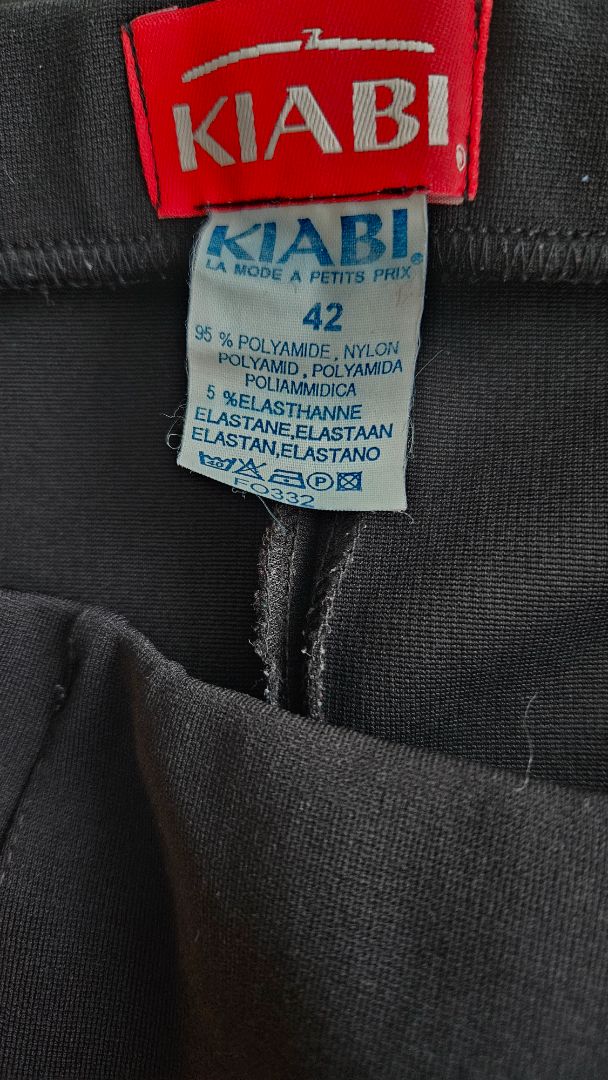 KIABI
KIABI
LA MODE A PETITS PRIX
42
95 % POLYAMIDE, NYLON
POLYAMID, POLYAMIDA
POLIAMMIDICA
5 %ELASTHANNE
ELASTANE,ELASTAAN
ELASTAN,ELASTANO
40 P
FO332